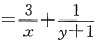 = 3/x + 1/(y+1)